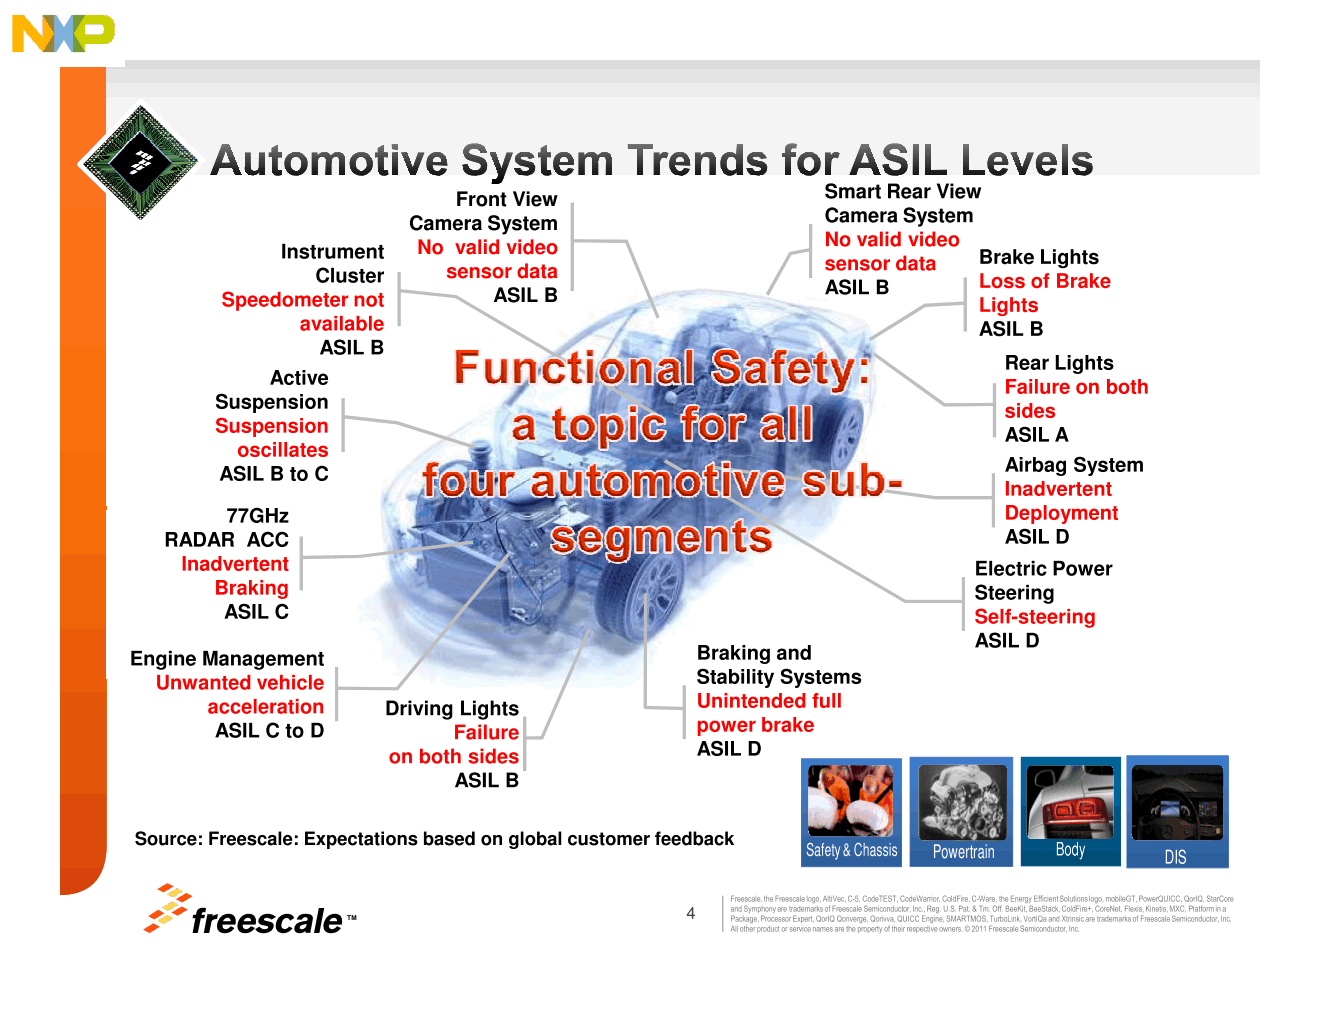 NXP
Automotive System Trends for ASIL Levels
Front View
Camera System
No valid video
sensor data
ASIL B
Smart Rear View
Camera System
No valid video
sensor data
ASIL B
Instrument
Cluster
Speedometer not
available
ASIL B
Brake Lights
Loss of Brake
Lights
ASIL B
Active
Suspension
Suspension
oscillates
ASIL B to C
Rear Lights
Failure on both
sides
ASIL A
Functional Safety:
a topic for all
four automotive sub-
segments
Airbag System
Inadvertent
Deployment
ASIL D
77GHz
RADAR ACC
Inadvertent
Braking
ASIL C
Electric Power
Steering
Self-steering
ASIL D
Engine Management
Unwanted vehicle
acceleration
ASIL C to D
Driving Lights
Failure
on both sides
ASIL B
Braking and
Stability Systems
Unintended full
power brake
ASIL D
Safety & Chassis
Powertrain
Body
DIS
Source: Freescale: Expectations based on global customer feedback
freescale ™
4
Freescale, the Freescale logo, AltiVec, C-5, CodeTEST, CodeWarrior, ColdFire, C-Ware, the Energy Efficient Solutions logo, mobileGT, PowerQUICC, QorIQ, StarCore
and Symphony are trademarks of Freescale Semiconductor, Inc., Reg. U.S. Pat. & Tm. Off. BeeKit, BeeStack, ColdFire+, CoreNet, Flexis, Kinetis, MXC, Platform in a
Package, Processor Expert, QorIQ Qonverge, Qorivva, QUICC Engine, SMARTMOS, TurboLink, VortiQa and Xtrinsic are trademarks of Freescale Semiconductor, Inc.
All other product or service names are the property of their respective owners. © 2011 Freescale Semiconductor, Inc.